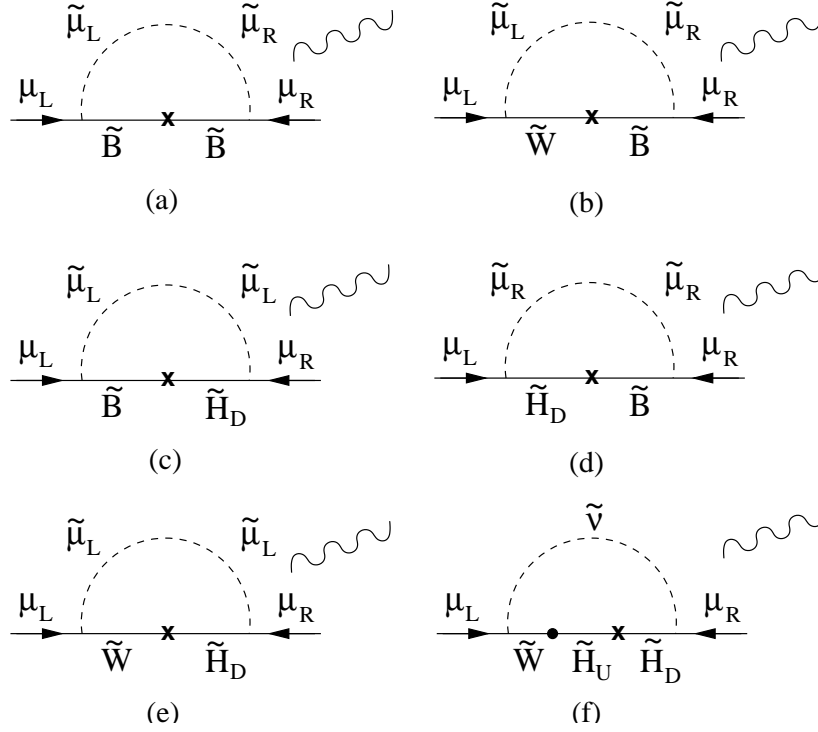 μ̃L μ̃R
μL μR
B̃ x B̃
(a)
μ̃L μ̃R
μL μR
W̃ x B̃
(b)
μ̃L μ̃L
μL μR
B̃ x H̃D
(c)
μ̃R μ̃R
μL μR
H̃D x B̃
(d)
μ̃L μ̃L
μL μR
W̃ x H̃D
(e)
ν̃
μL μR
W̃ H̃U x H̃D
(f)